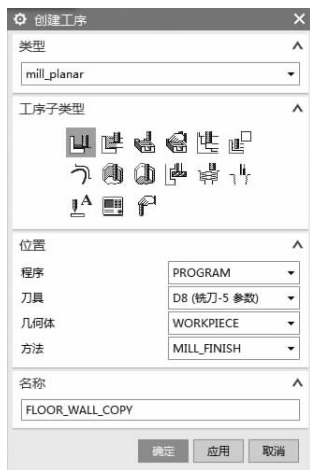 创建工序
类型
mill_planar
工序子类型
A
位置
程序 PROGRAM
刀具 D8 (铣刀-5 参数)
几何体 WORKPIECE
方法 MILL_FINISH
名称
FLOOR_WALL_COPY
确定 应用 取消